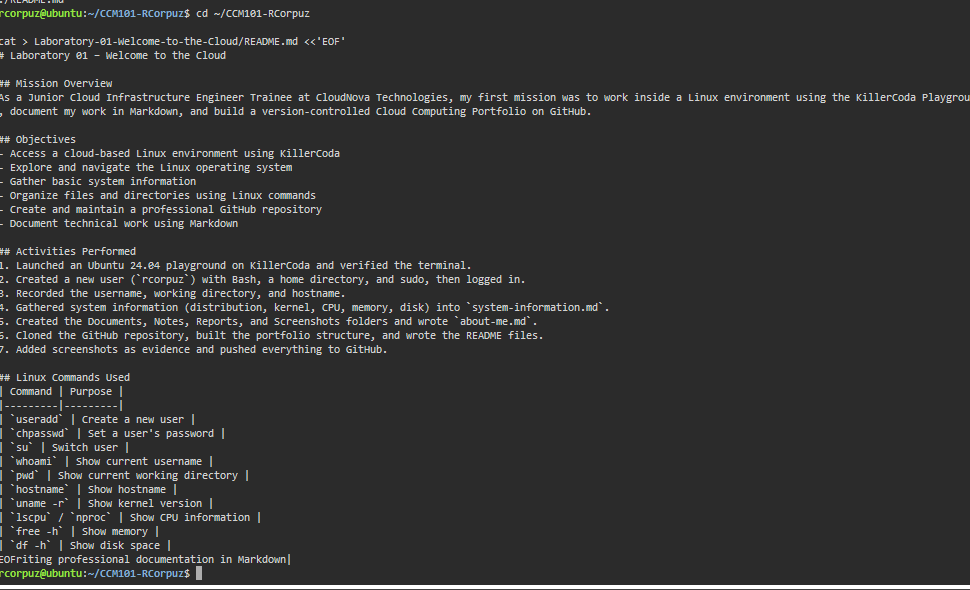 ./README.md
rcorpuz@ubuntu:~/CCM101-RCorpuz$ cd ~/CCM101-RCorpuz
cat > Laboratory-01-Welcome-to-the-Cloud/README.md <<'EOF'
# Laboratory 01 - Welcome to the Cloud
## Mission Overview
As a Junior Cloud Infrastructure Engineer Trainee at CloudNova Technologies, my first mission was to work inside a Linux environment using the KillerCoda Playgrou
, document my work in Markdown, and build a version-controlled Cloud Computing Portfolio on GitHub.
## Objectives
- Access a cloud-based Linux environment using KillerCoda
- Explore and navigate the Linux operating system
- Gather basic system information
- Organize files and directories using Linux commands
- Create and maintain a professional GitHub repository
- Document technical work using Markdown
## Activities Performed
1. Launched an Ubuntu 24.04 playground on KillerCoda and verified the terminal.
2. Created a new user (`rcorpuz`) with Bash, a home directory, and sudo, then logged in.
3. Recorded the username, working directory, and hostname.
4. Gathered system information (distribution, kernel, CPU, memory, disk) into `system-information.md`.
5. Created the Documents, Notes, Reports, and Screenshots folders and wrote `about-me.md`.
6. Cloned the GitHub repository, built the portfolio structure, and wrote the README files.
7. Added screenshots as evidence and pushed everything to GitHub.
## Linux Commands Used
| Command | Purpose |
|---------|---------|
| `useradd` | Create a new user |
| `chpasswd` | Set a user's password |
| `su` | Switch user |
| `whoami` | Show current username |
| `pwd` | Show current working directory |
| `hostname` | Show hostname |
| `uname -r` | Show kernel version |
| `lscpu` / `nproc` | Show CPU information |
| `free -h` | Show memory |
| `df -h` | Show disk space |
EOFriting professional documentation in Markdown|
rcorpuz@ubuntu:~/CCM101-RCorpuz$